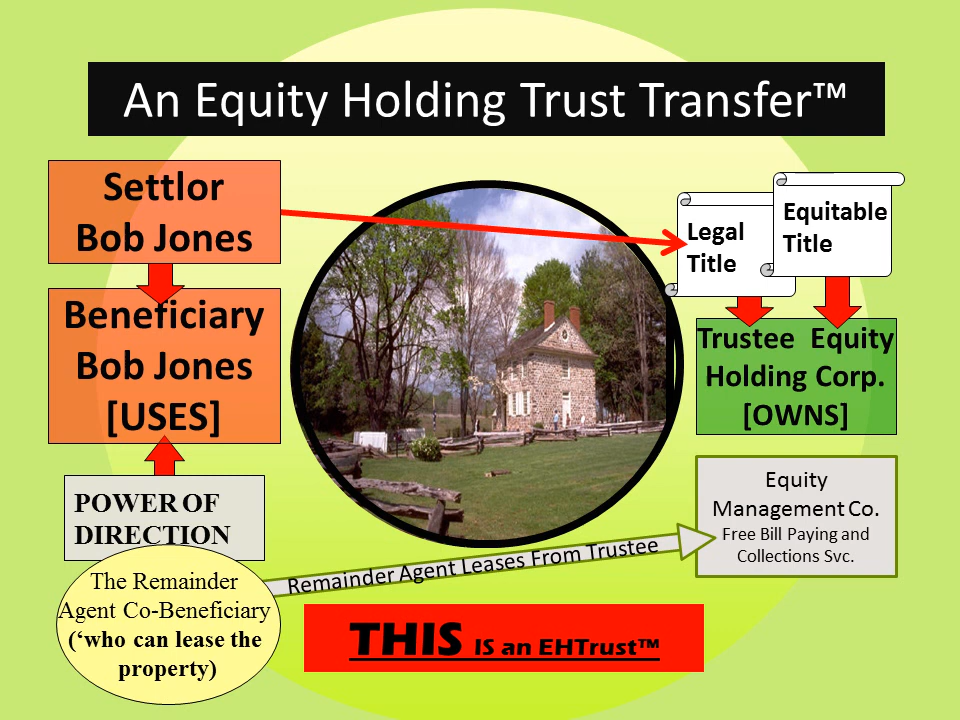 An Equity Holding Trust Transfer™
Settlor
Bob Jones
Beneficiary
Bob Jones
[USES]
POWER OF
DIRECTION
The Remainder
Agent Co-Beneficiary
(‘who can lease the
property)
Legal
Title
Equitable
Title
Trustee Equity
Holding Corp.
[OWNS]
Equity
Management Co.
Free Bill Paying and
Collections Svc.
Remainder Agent Leases From Trustee
THIS IS an EHTrust™